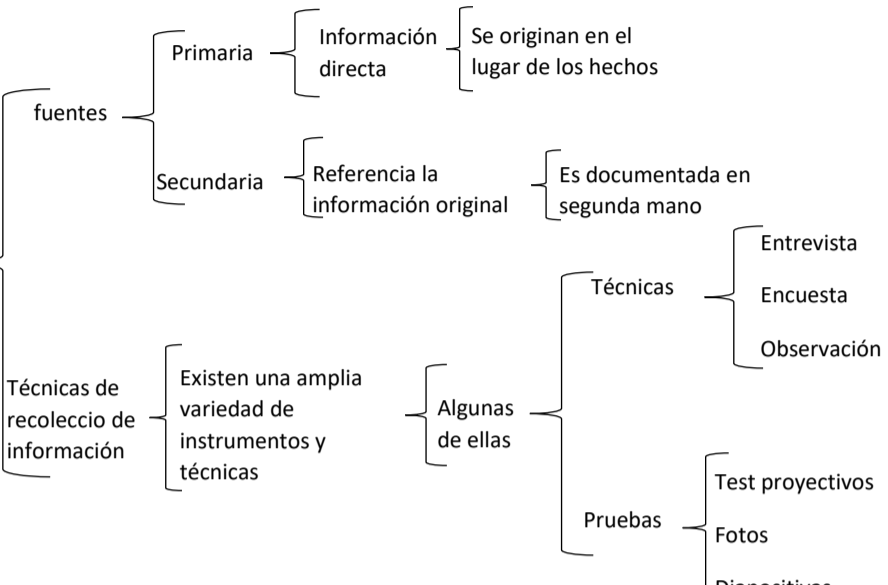 fuentes
Primaria
Información
directa
Se originan en el
lugar de los hechos
Secundaria
Referencia la
información original
Es documentada en
segunda mano
Técnicas de
recoleccio de
información
Existen una amplia
variedad de
instrumentos y
técnicas
Algunas
de ellas
Técnicas
Entrevista
Encuesta
Observación
Pruebas
Test proyectivos
Fotos